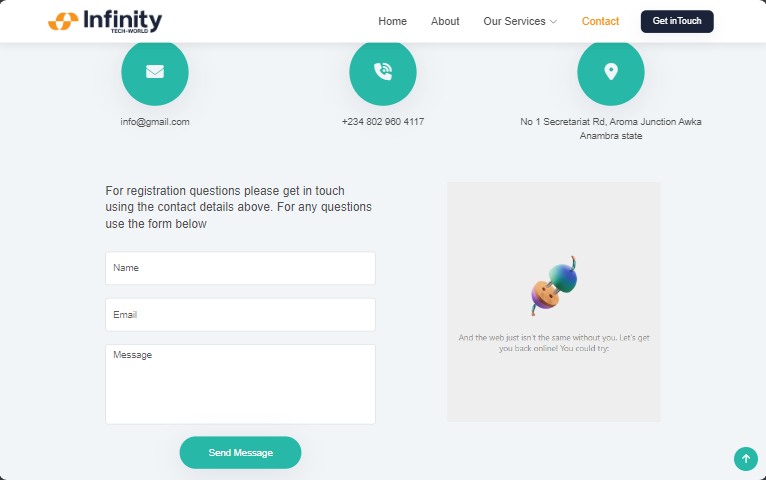 Infinity
TECH-WORLD
Home
About
Our Services
Contact
Get in Touch
info@gmail.com
+234 802 960 4117
No 1 Secretariat Rd, Aroma Junction Awka
Anambra state
For registration questions please get in touch
using the contact details above. For any questions
use the form below
Name
Email
Message
Send Message
And the web just isn't the same without you. Let's get
you back online! You could try: